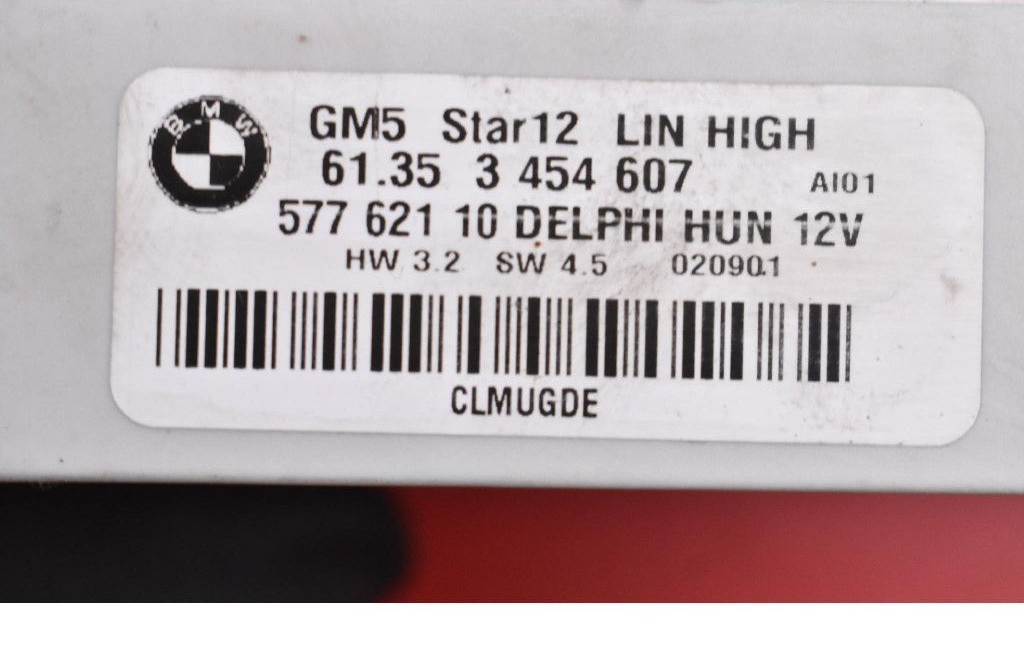 BMW
GM5 Star12 LIN HIGH
61.35 3 454 607 AI01
577 621 10 DELPHI HUN 12V
HW 3.2 SW 4.5 020901
CLMUGDE